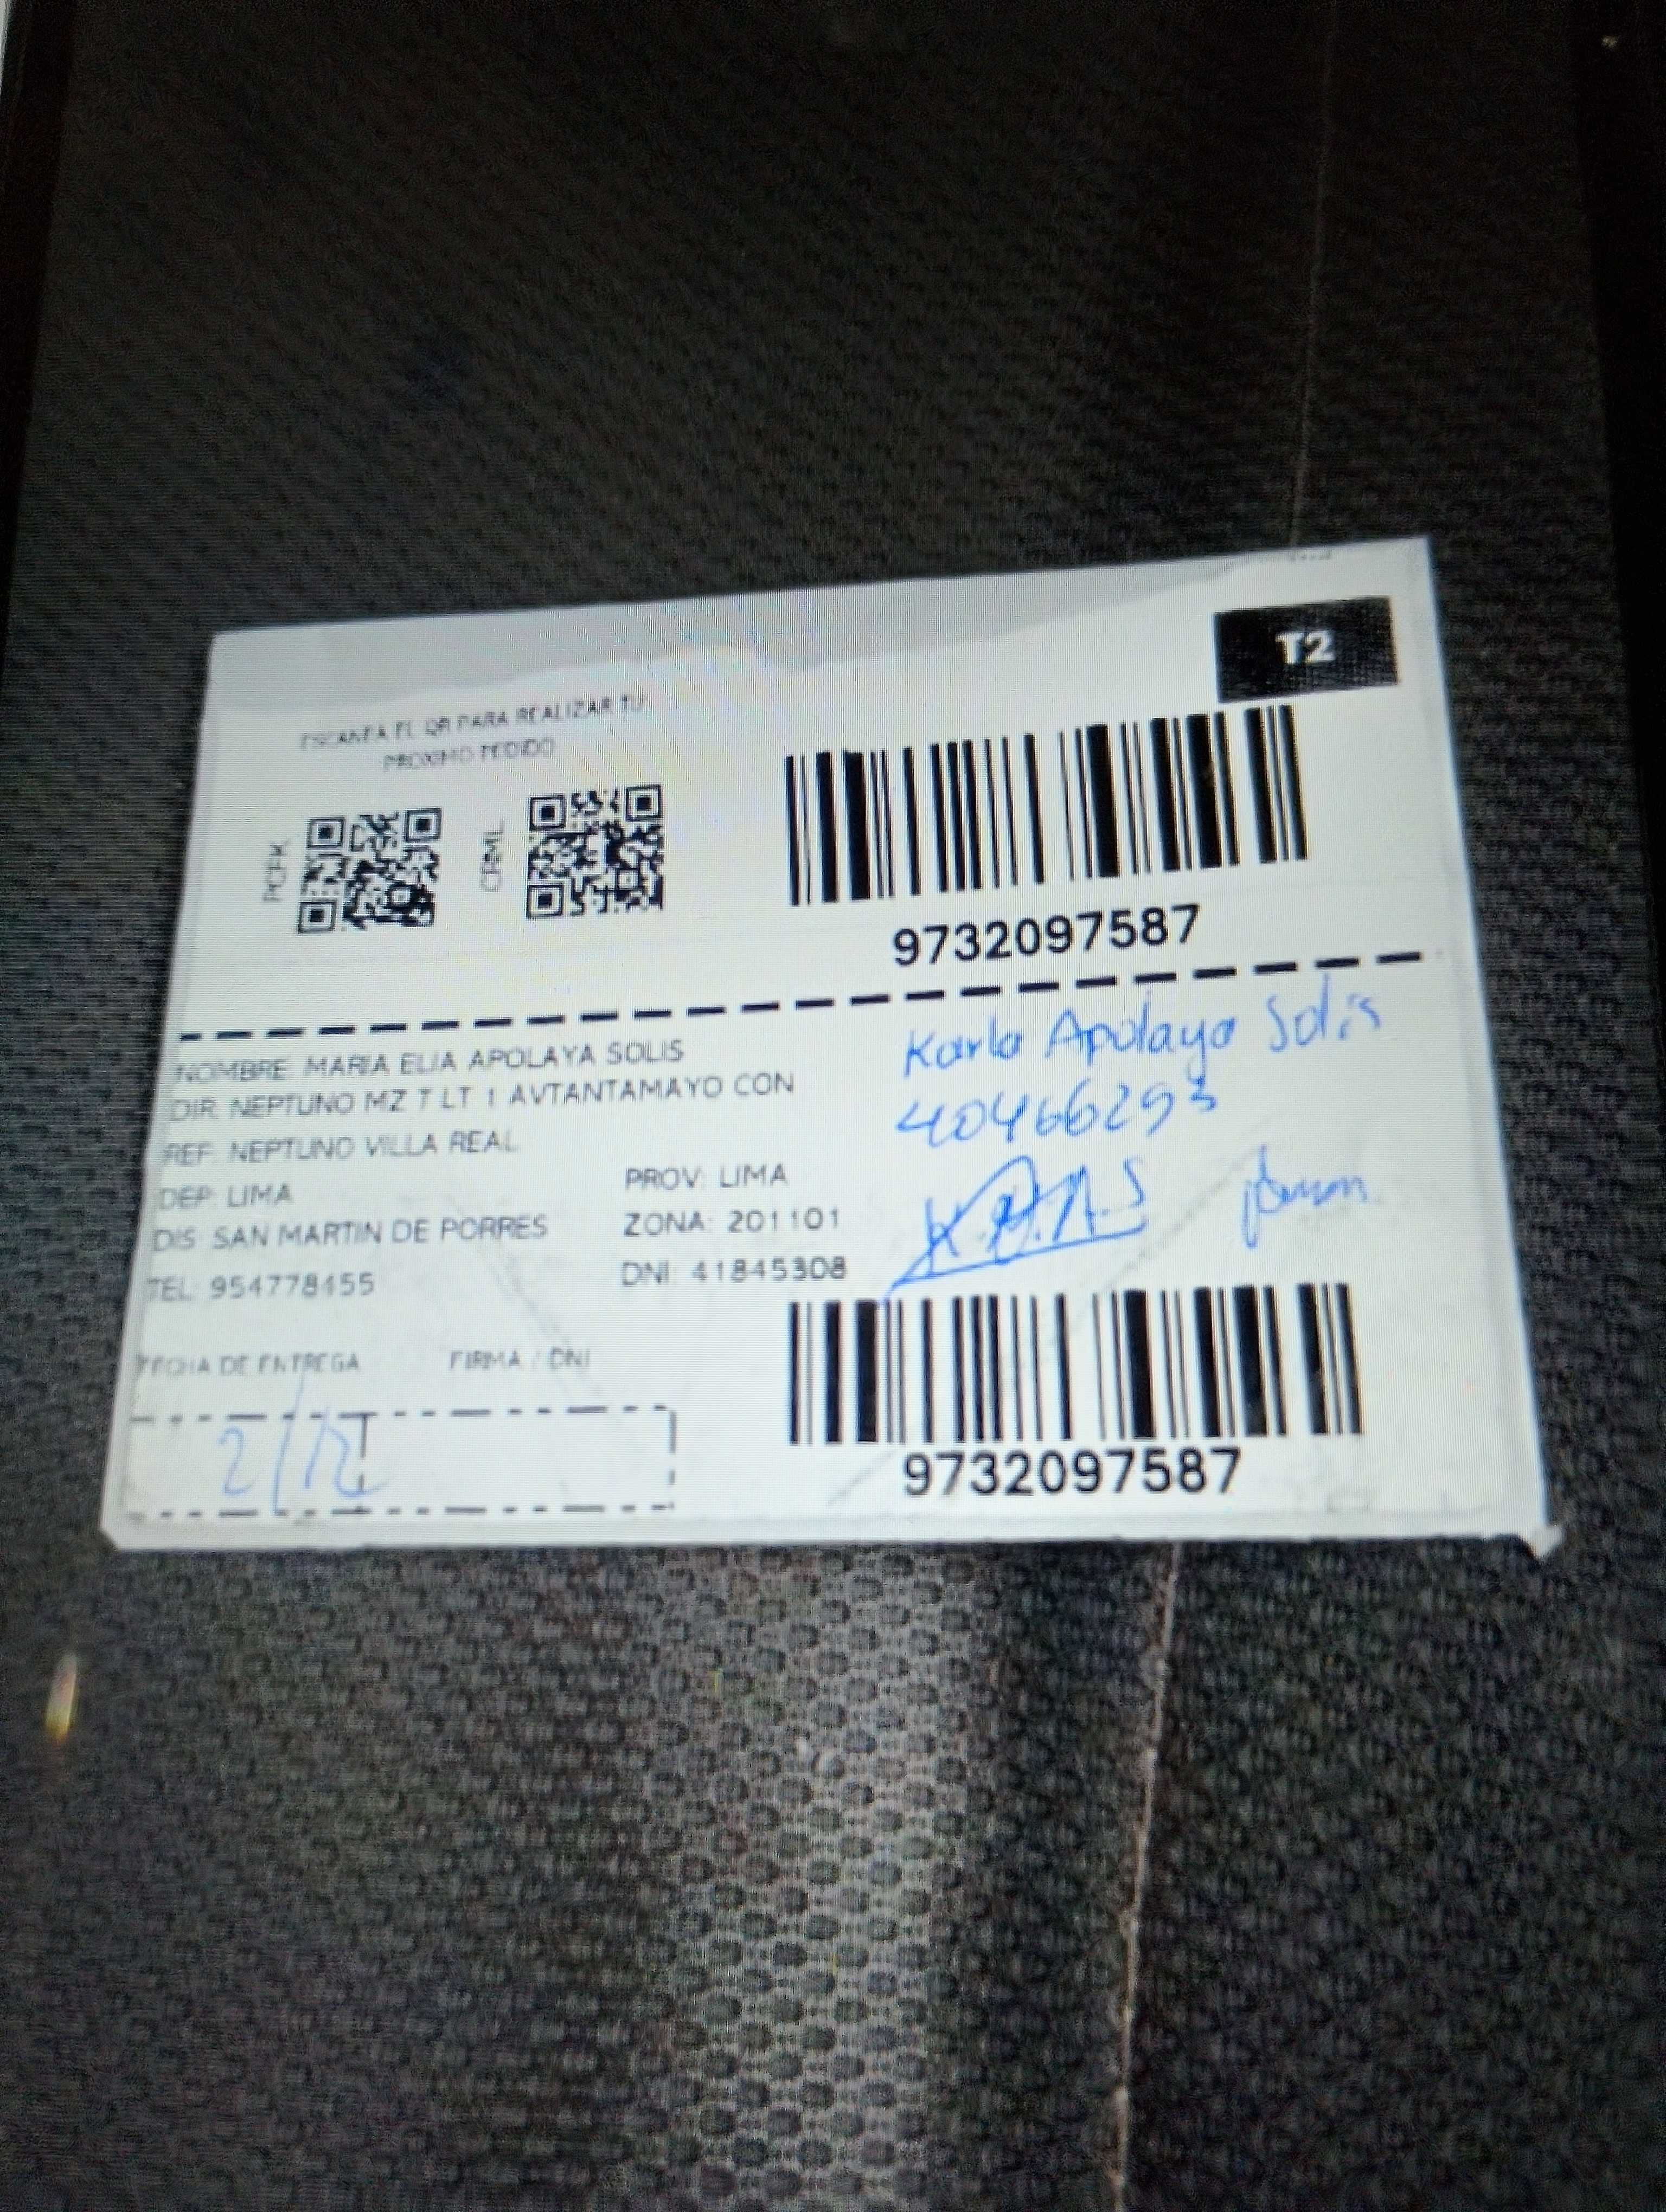 T2
ESCANEA EL QR PARA REALIZAR TU
PROXIMO PEDIDO
9732097587
NOMBRE: MARIA ELIA APOLAYA SOLIS
DIR: NEPTUNO MZ T LT 1 AVTANTAMAYO CON
REF: NEPTUNO VILLA REAL
DEP: LIMA PROV: LIMA
DIS: SAN MARTIN DE PORRES ZONA: 201101
TEL: 954778455 DNI: 41845308
Karla Apolaya Solis
40466293
FECHA DE ENTREGA FIRMA / DNI
2/12
9732097587